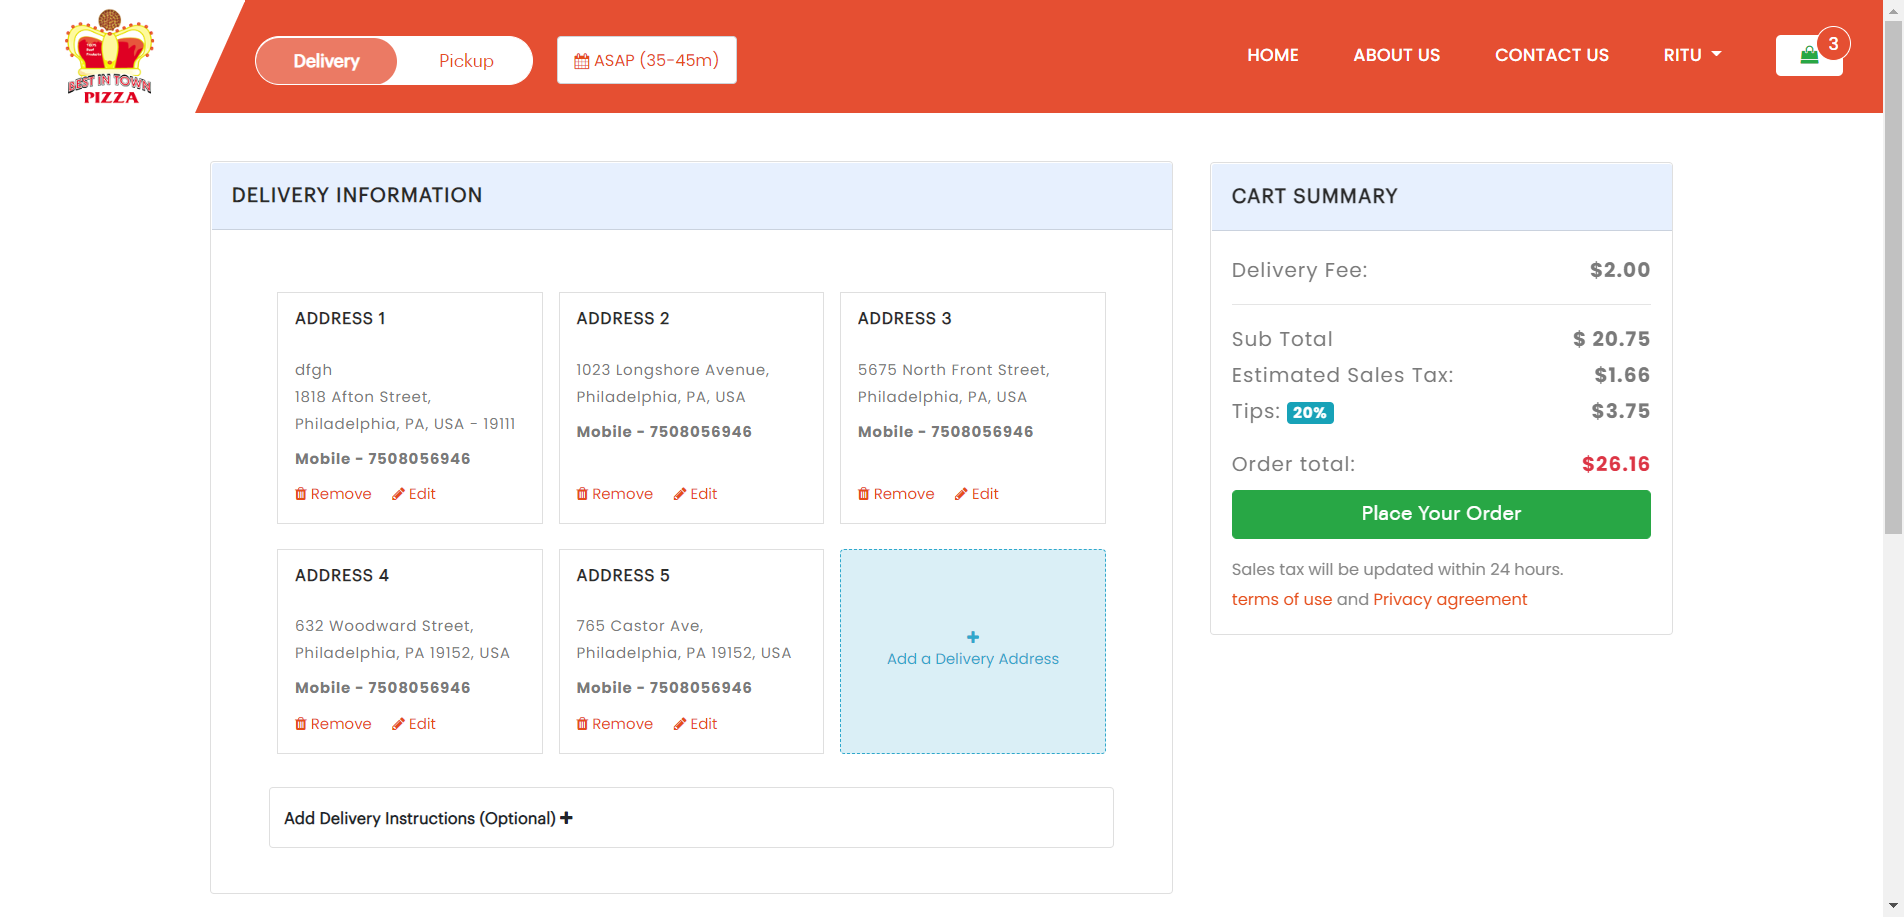 BEST IN TOWN
PIZZA
Delivery
Pickup
ASAP (35-45m)
HOME
ABOUT US
CONTACT US
RITU
3
DELIVERY INFORMATION
ADDRESS 1
dfgh
1818 Afton Street,
Philadelphia, PA, USA - 19111
Mobile - 7508056946
Remove Edit
ADDRESS 2
1023 Longshore Avenue,
Philadelphia, PA, USA
Mobile - 7508056946
Remove Edit
ADDRESS 3
5675 North Front Street,
Philadelphia, PA, USA
Mobile - 7508056946
Remove Edit
ADDRESS 4
632 Woodward Street,
Philadelphia, PA 19152, USA
Mobile - 7508056946
Remove Edit
ADDRESS 5
765 Castor Ave,
Philadelphia, PA 19152, USA
Mobile - 7508056946
Remove Edit
Add a Delivery Address
Add Delivery Instructions (Optional)
CART SUMMARY
Delivery Fee: $2.00
Sub Total $ 20.75
Estimated Sales Tax: $1.66
Tips: 20% $3.75
Order total: $26.16
Place Your Order
Sales tax will be updated within 24 hours.
terms of use and Privacy agreement